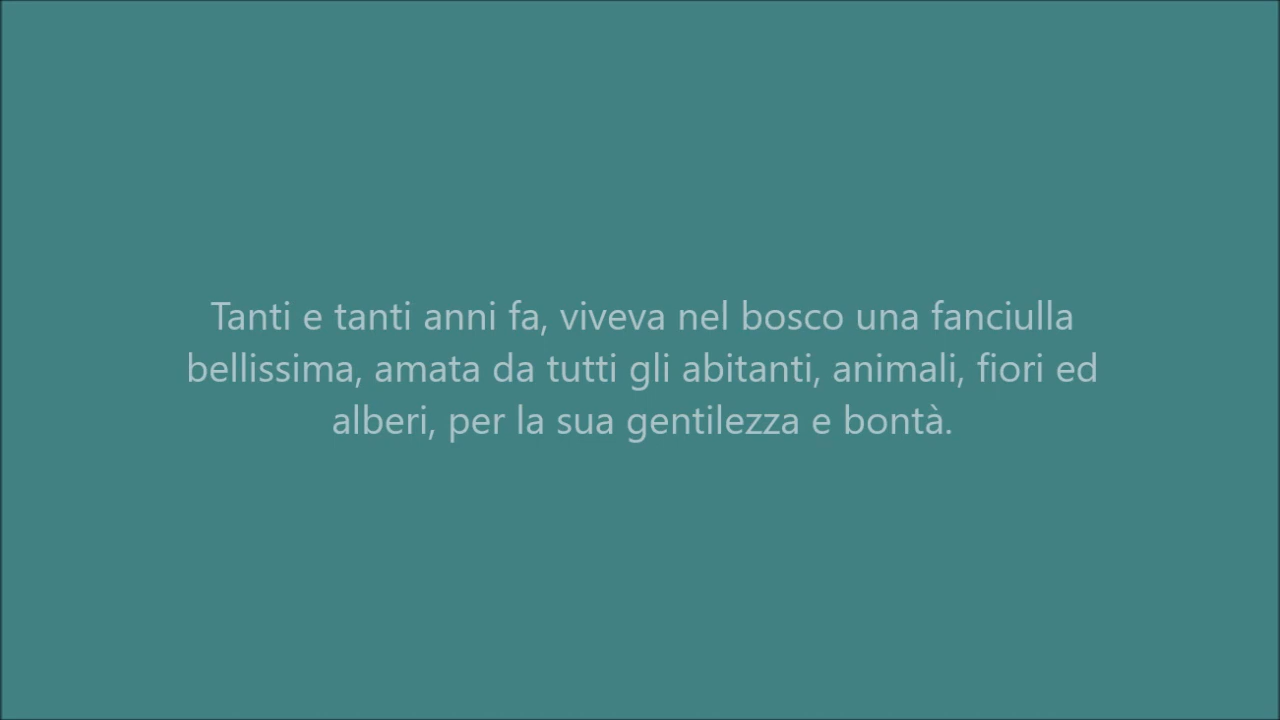 Tanti e tanti anni fa, viveva nel bosco una fanciulla
bellissima, amata da tutti gli abitanti, animali, fiori ed
alberi, per la sua gentilezza e bontà.